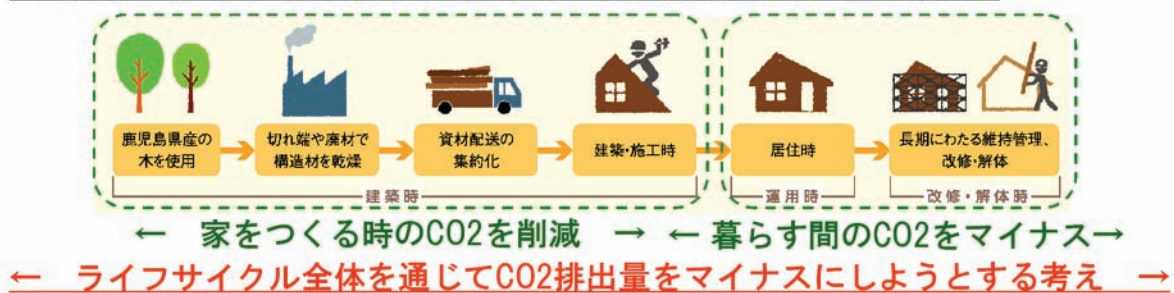 鹿児島県産の
木を使用
切れ端や廃材で
構造材を乾燥
資材配送の
集約化
建築・施工時
居住時
長期にわたる維持管理、
改修・解体
建築時
運用時
改修・解体時
← 家をつくる時のCO2を削減 →
← 暮らす間のCO2をマイナス→
← ライフサイクル全体を通じてCO2排出量をマイナスにしようとする考え →